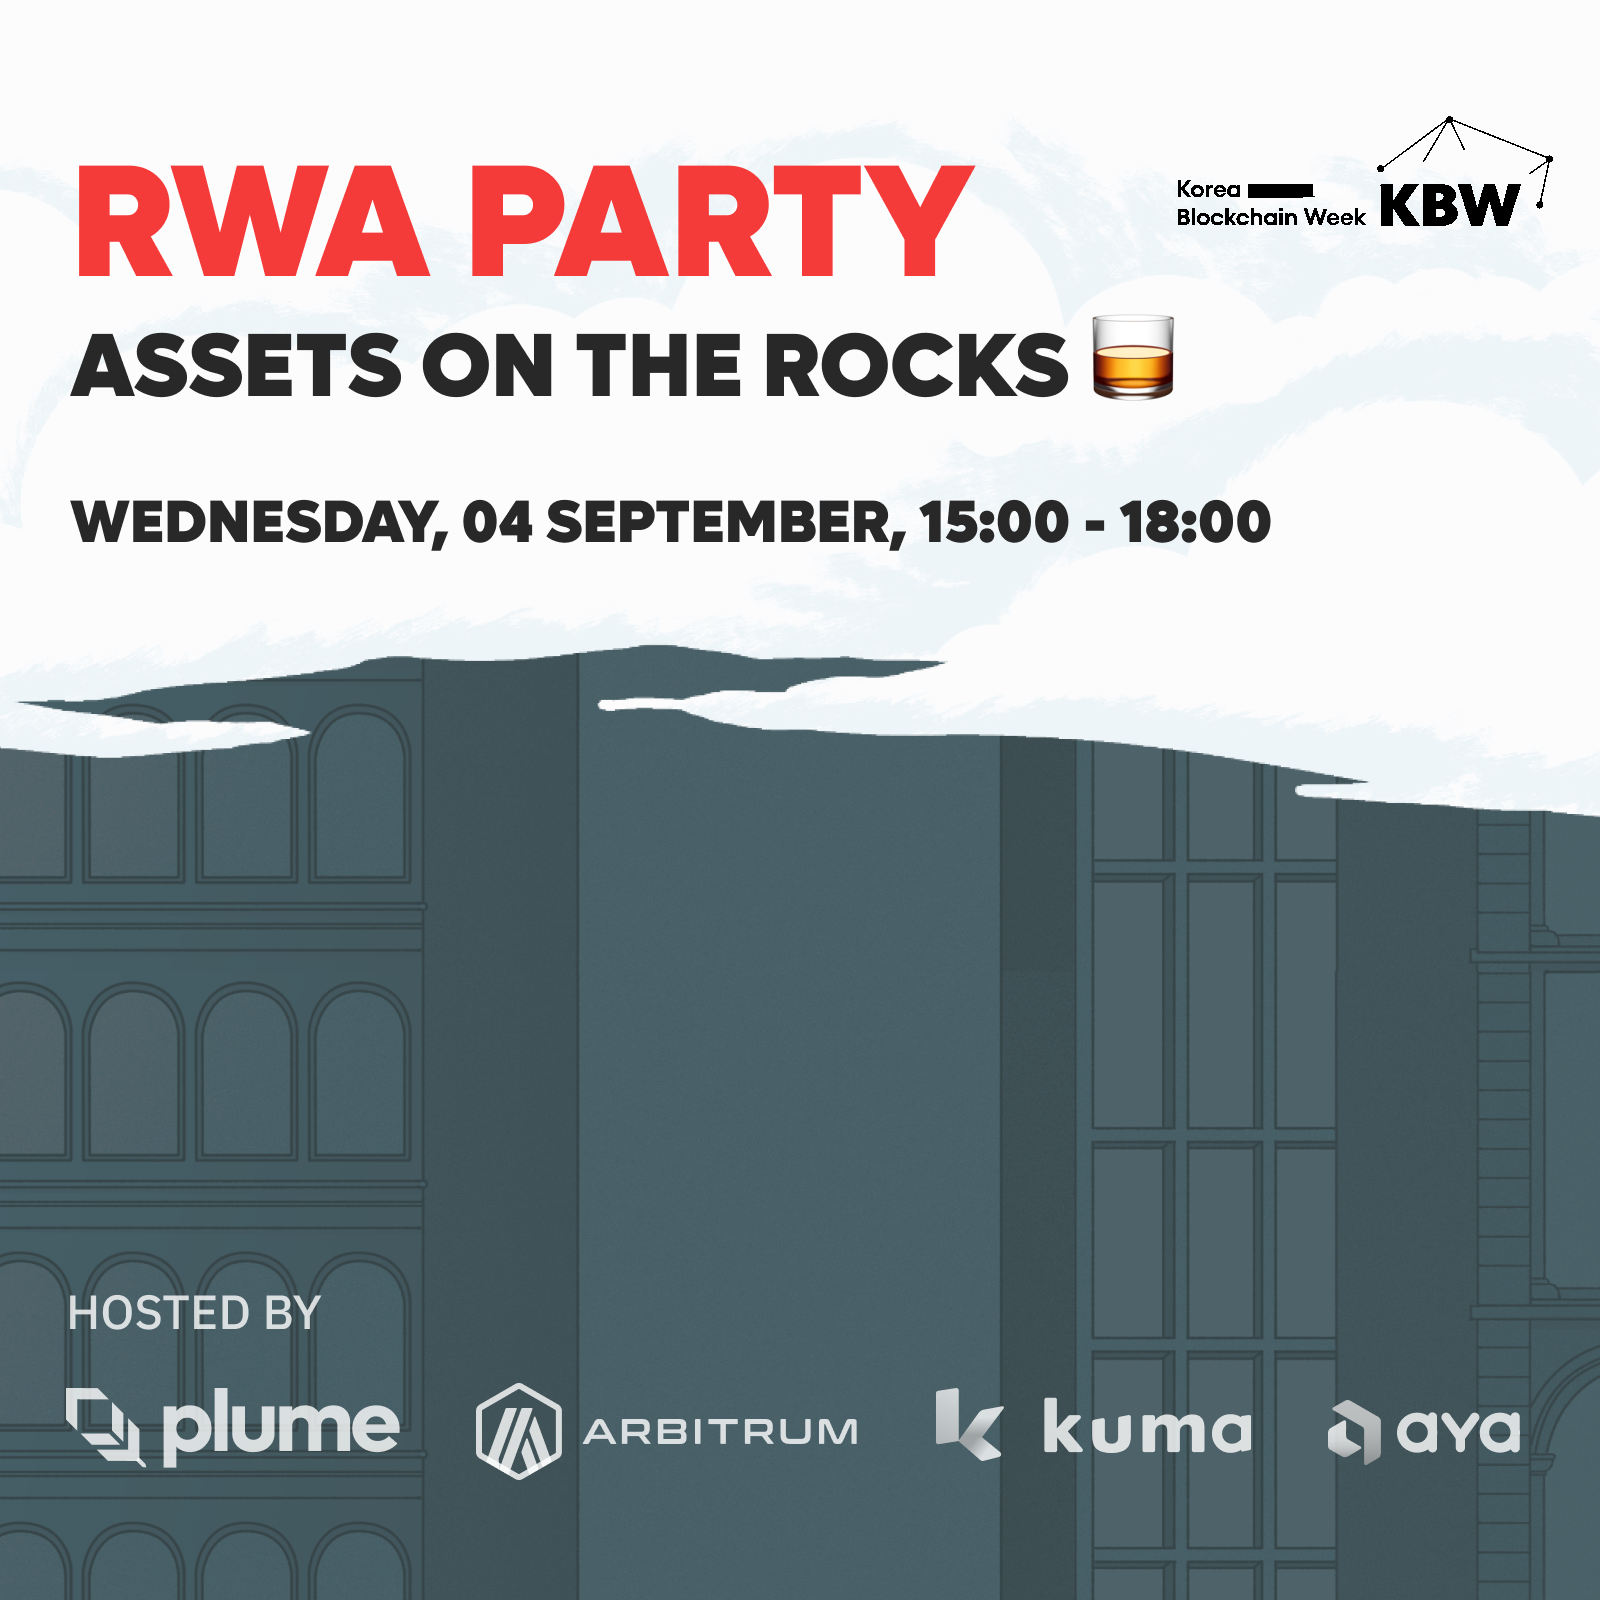 RWA PARTY
ASSETS ON THE ROCKS
WEDNESDAY, 04 SEPTEMBER, 15:00 - 18:00
Korea
Blockchain Week
KBW
HOSTED BY
plume
ARBITRUM
kuma
aya